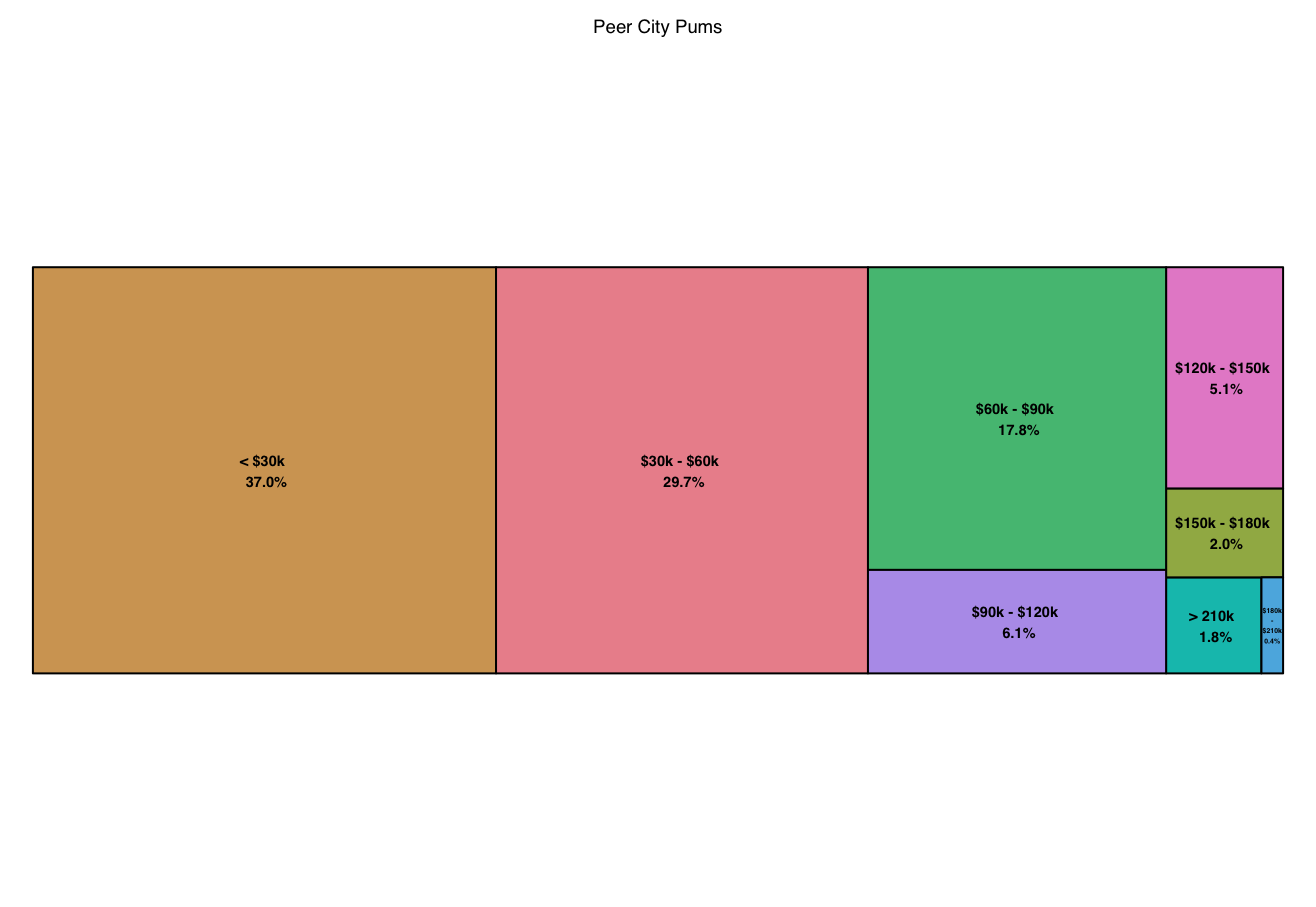 Peer City Pums
< $30k
37.0%
$30k - $60k
29.7%
$60k - $90k
17.8%
$90k - $120k
6.1%
$120k - $150k
5.1%
$150k - $180k
2.0%
> 210k
1.8%
$180k
-
$210k
0.4%